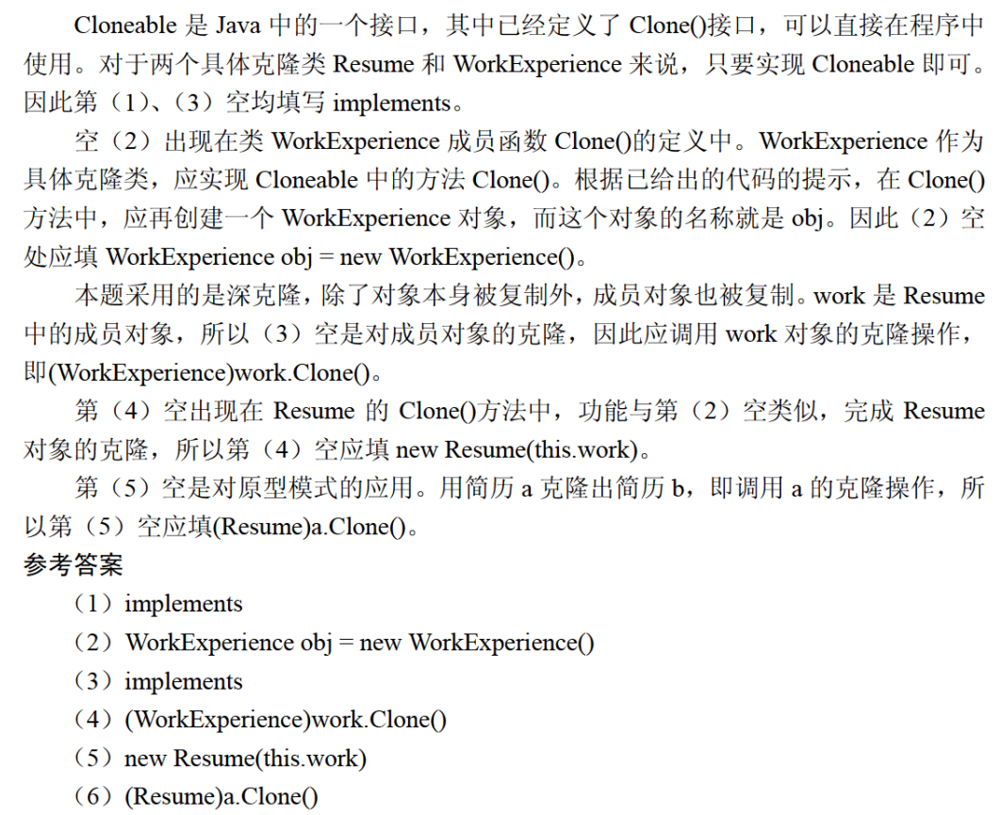 Cloneable 是 Java 中的一个接口，其中已经定义了 Clone()接口，可以直接在程序中
使用。对于两个具体克隆类 Resume 和 WorkExperience 来说，只要实现 Cloneable 即可。
因此第（1）、（3）空均填写 implements。
空（2）出现在类 WorkExperience 成员函数 Clone()的定义中。WorkExperience 作为
具体克隆类，应实现 Cloneable 中的方法 Clone()。根据已给出的代码的提示，在 Clone()
方法中，应再创建一个 WorkExperience 对象，而这个对象的名称就是 obj。因此（2）空
处应填 WorkExperience obj = new WorkExperience()。
本题采用的是深克隆，除了对象本身被复制外，成员对象也被复制。work 是 Resume
中的成员对象，所以（3）空是对成员对象的克隆，因此应调用 work 对象的克隆操作，
即(WorkExperience)work.Clone()。
第（4）空出现在 Resume 的 Clone()方法中，功能与第（2）空类似，完成 Resume
对象的克隆，所以第（4）空应填 new Resume(this.work)。
第（5）空是对原型模式的应用。用简历 a 克隆出简历 b，即调用 a 的克隆操作，所
以第（5）空应填(Resume)a.Clone()。
参考答案
（1）implements
（2）WorkExperience obj = new WorkExperience()
（3）implements
（4）(WorkExperience)work.Clone()
（5）new Resume(this.work)
（6）(Resume)a.Clone()